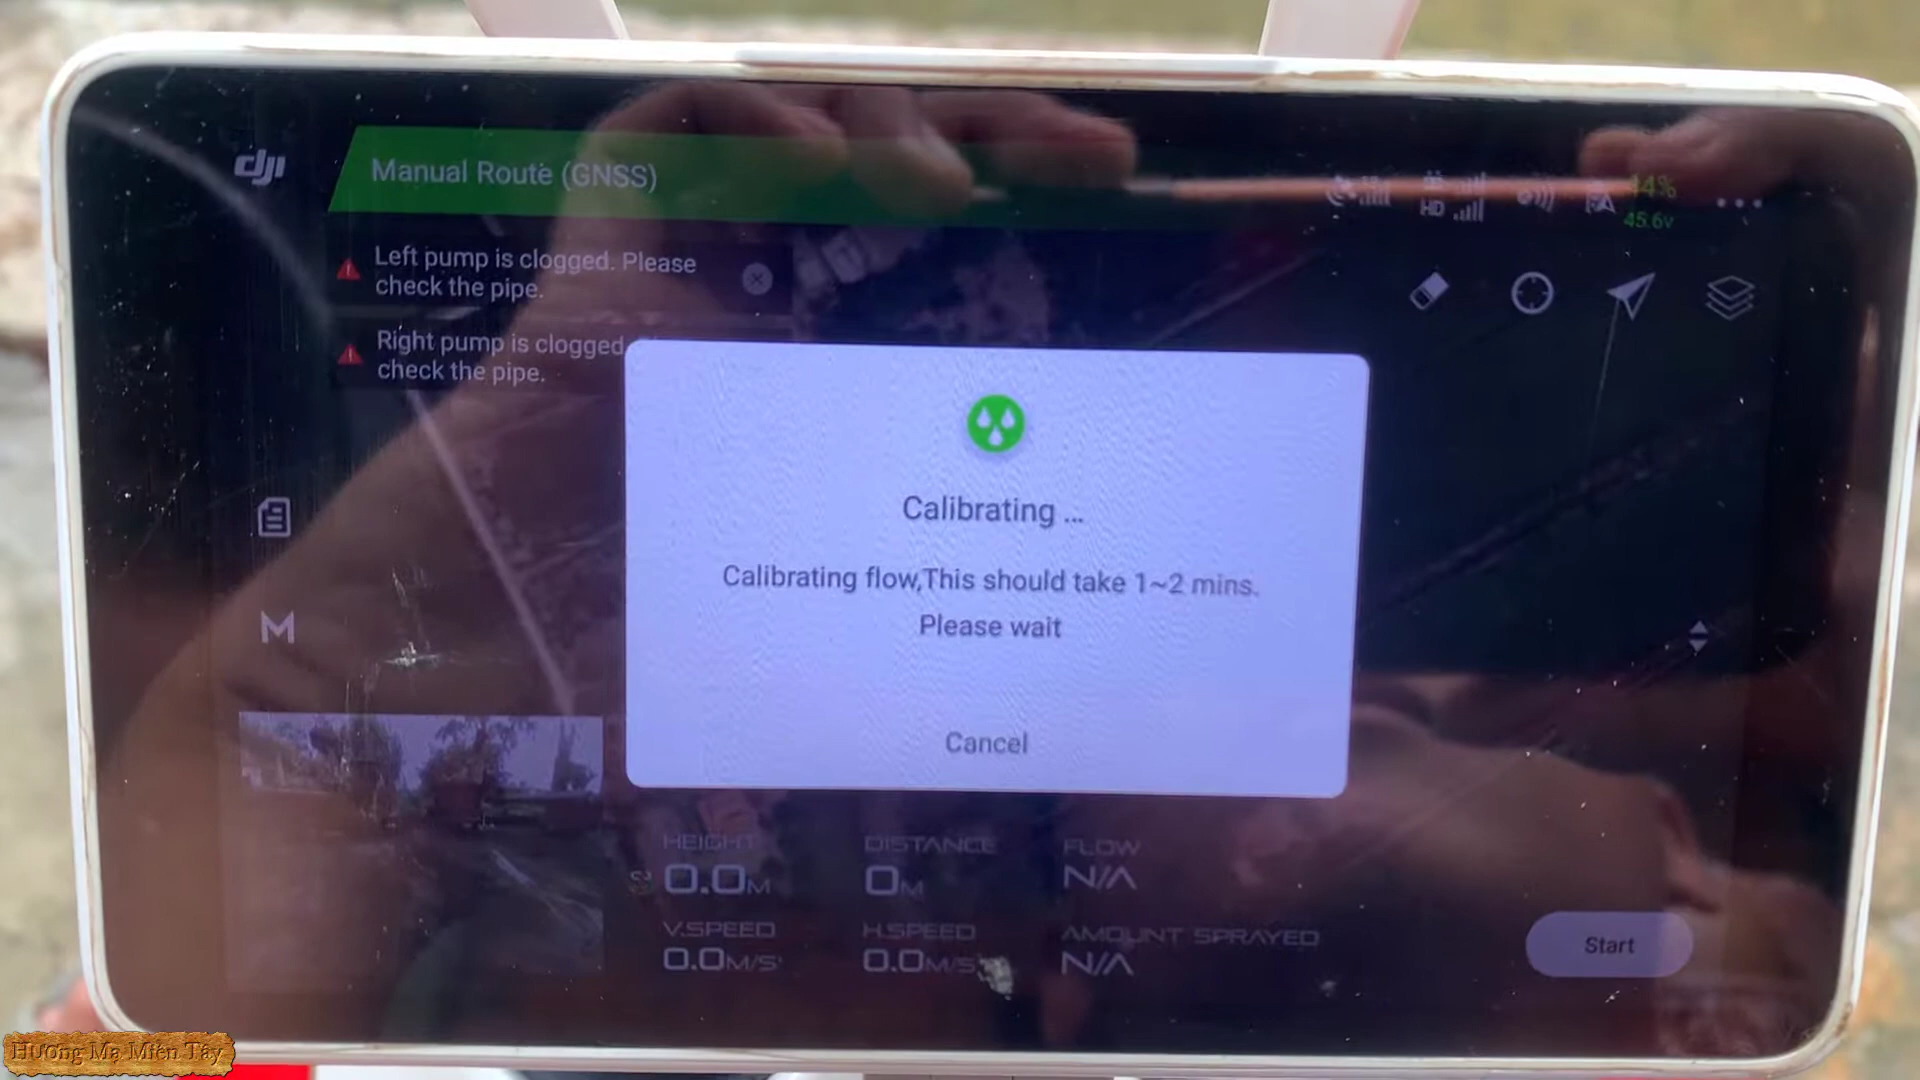 dji
Manual Route (GNSS)
44%
HD
45.6v
Left pump is clogged. Please
check the pipe.
Right pump is clogged
check the pipe.
Calibrating ...
Calibrating flow,This should take 1~2 mins.
Please wait
Cancel
M
HEIGHT
0.0M
DISTANCE
0M
FLOW
N/A
V.SPEED
0.0M/S
H.SPEED
0.0M/S
AMOUNT SPRAYED
N/A
Start
Hương Mạ Miền Tây